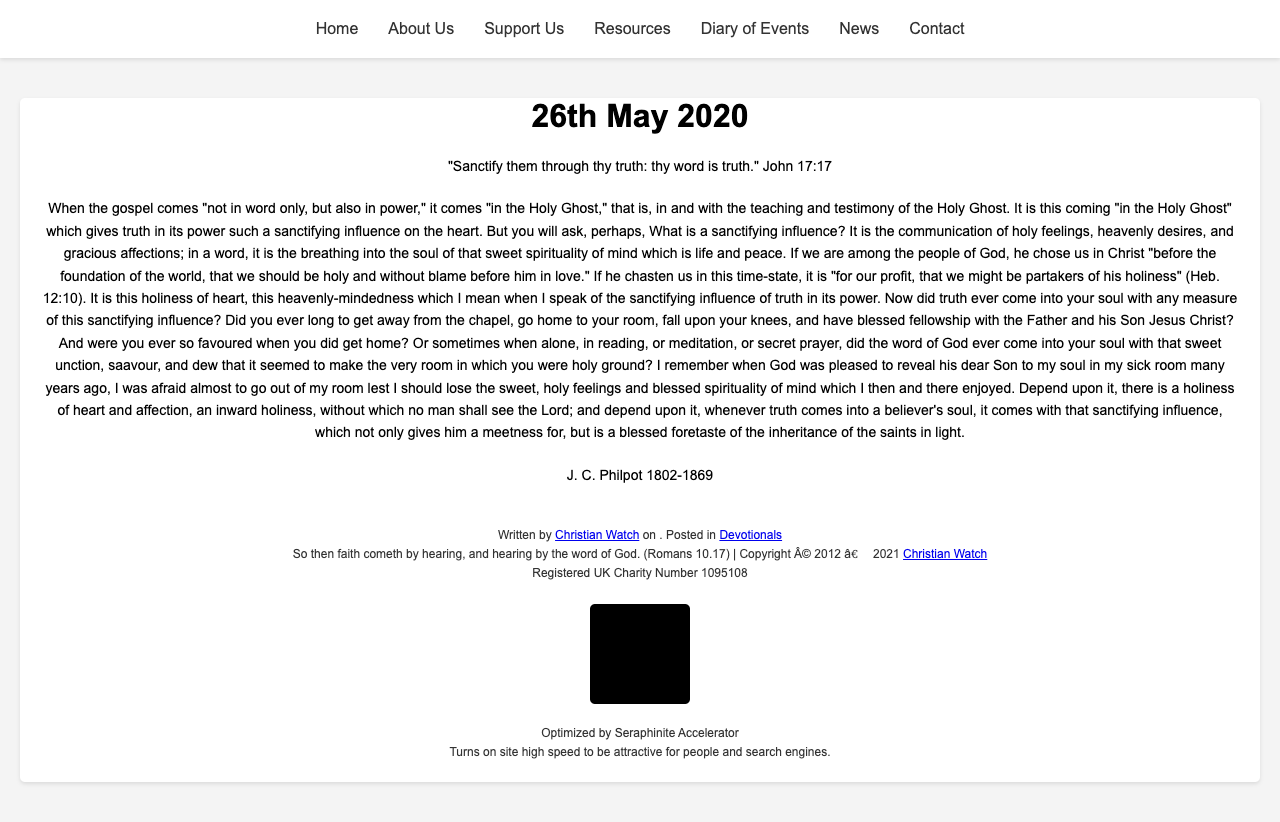 Home About Us Support Us Resources Diary of Events News Contact
26th May 2020
"Sanctify them through thy truth: thy word is truth." John 17:17
When the gospel comes "not in word only, but also in power," it comes "in the Holy Ghost," that is, in and with the teaching and testimony of the Holy Ghost. It is this coming "in the Holy Ghost"
which gives truth in its power such a sanctifying influence on the heart. But you will ask, perhaps, What is a sanctifying influence? It is the communication of holy feelings, heavenly desires, and
gracious affections; in a word, it is the breathing into the soul of that sweet spirituality of mind which is life and peace. If we are among the people of God, he chose us in Christ "before the
foundation of the world, that we should be holy and without blame before him in love." If he chasten us in this time-state, it is "for our profit, that we might be partakers of his holiness" (Heb.
12:10). It is this holiness of heart, this heavenly-mindedness which I mean when I speak of the sanctifying influence of truth in its power. Now did truth ever come into your soul with any measure
of this sanctifying influence? Did you ever long to get away from the chapel, go home to your room, fall upon your knees, and have blessed fellowship with the Father and his Son Jesus Christ?
And were you ever so favoured when you did get home? Or sometimes when alone, in reading, or meditation, or secret prayer, did the word of God ever come into your soul with that sweet
unction, saavour, and dew that it seemed to make the very room in which you were holy ground? I remember when God was pleased to reveal his dear Son to my soul in my sick room many
years ago, I was afraid almost to go out of my room lest I should lose the sweet, holy feelings and blessed spirituality of mind which I then and there enjoyed. Depend upon it, there is a holiness
of heart and affection, an inward holiness, without which no man shall see the Lord; and depend upon it, whenever truth comes into a believer's soul, it comes with that sanctifying influence,
which not only gives him a meetness for, but is a blessed foretaste of the inheritance of the saints in light.
J. C. Philpot 1802-1869
Written by Christian Watch on . Posted in Devotionals
So then faith cometh by hearing, and hearing by the word of God. (Romans 10.17) | Copyright Â© 2012 â€ 2021 Christian Watch
Registered UK Charity Number 1095108
Optimized by Seraphinite Accelerator
Turns on site high speed to be attractive for people and search engines.